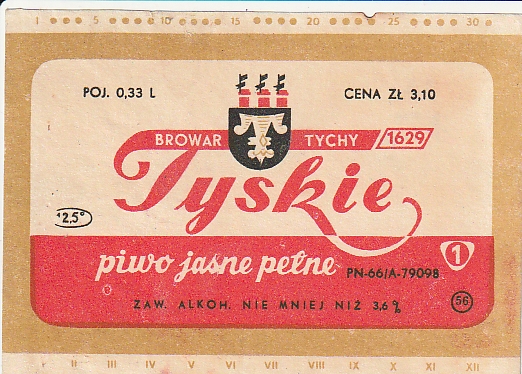 1 5 10 15 20 25 30
POJ. 0,33 L
CENA ZŁ 3,10
BROWAR TYCHY 1629
Tyskie
12,5°
piwo jasne pełne
PN-66/A-79098
1
56
ZAW. ALKOH. NIE MNIEJ NIŻ 3,6%
I II III IV V VI VII VIII IX X XI XII